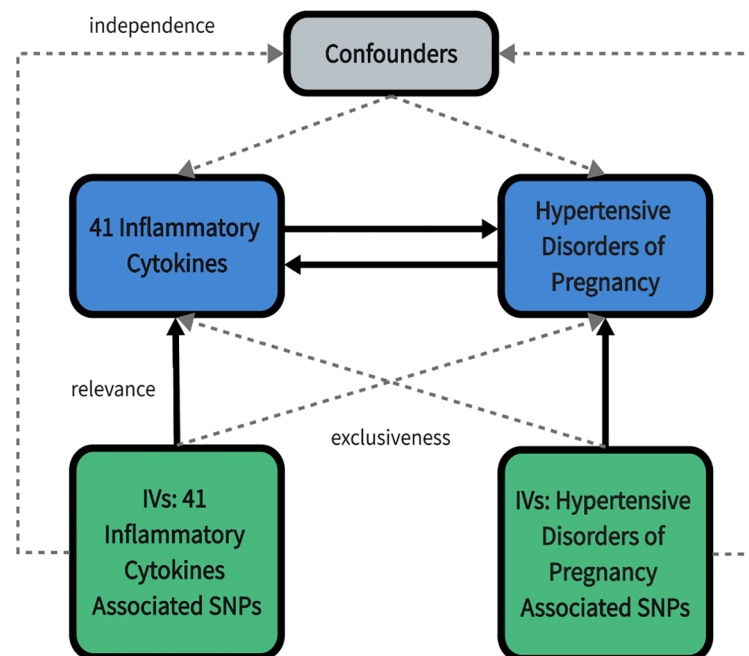 independence
Confounders
41 Inflammatory
Cytokines
Hypertensive
Disorders of
Pregnancy
relevance
exclusiveness
IVs: 41
Inflammatory
Cytokines
Associated SNPs
IVs: Hypertensive
Disorders of
Pregnancy
Associated SNPs